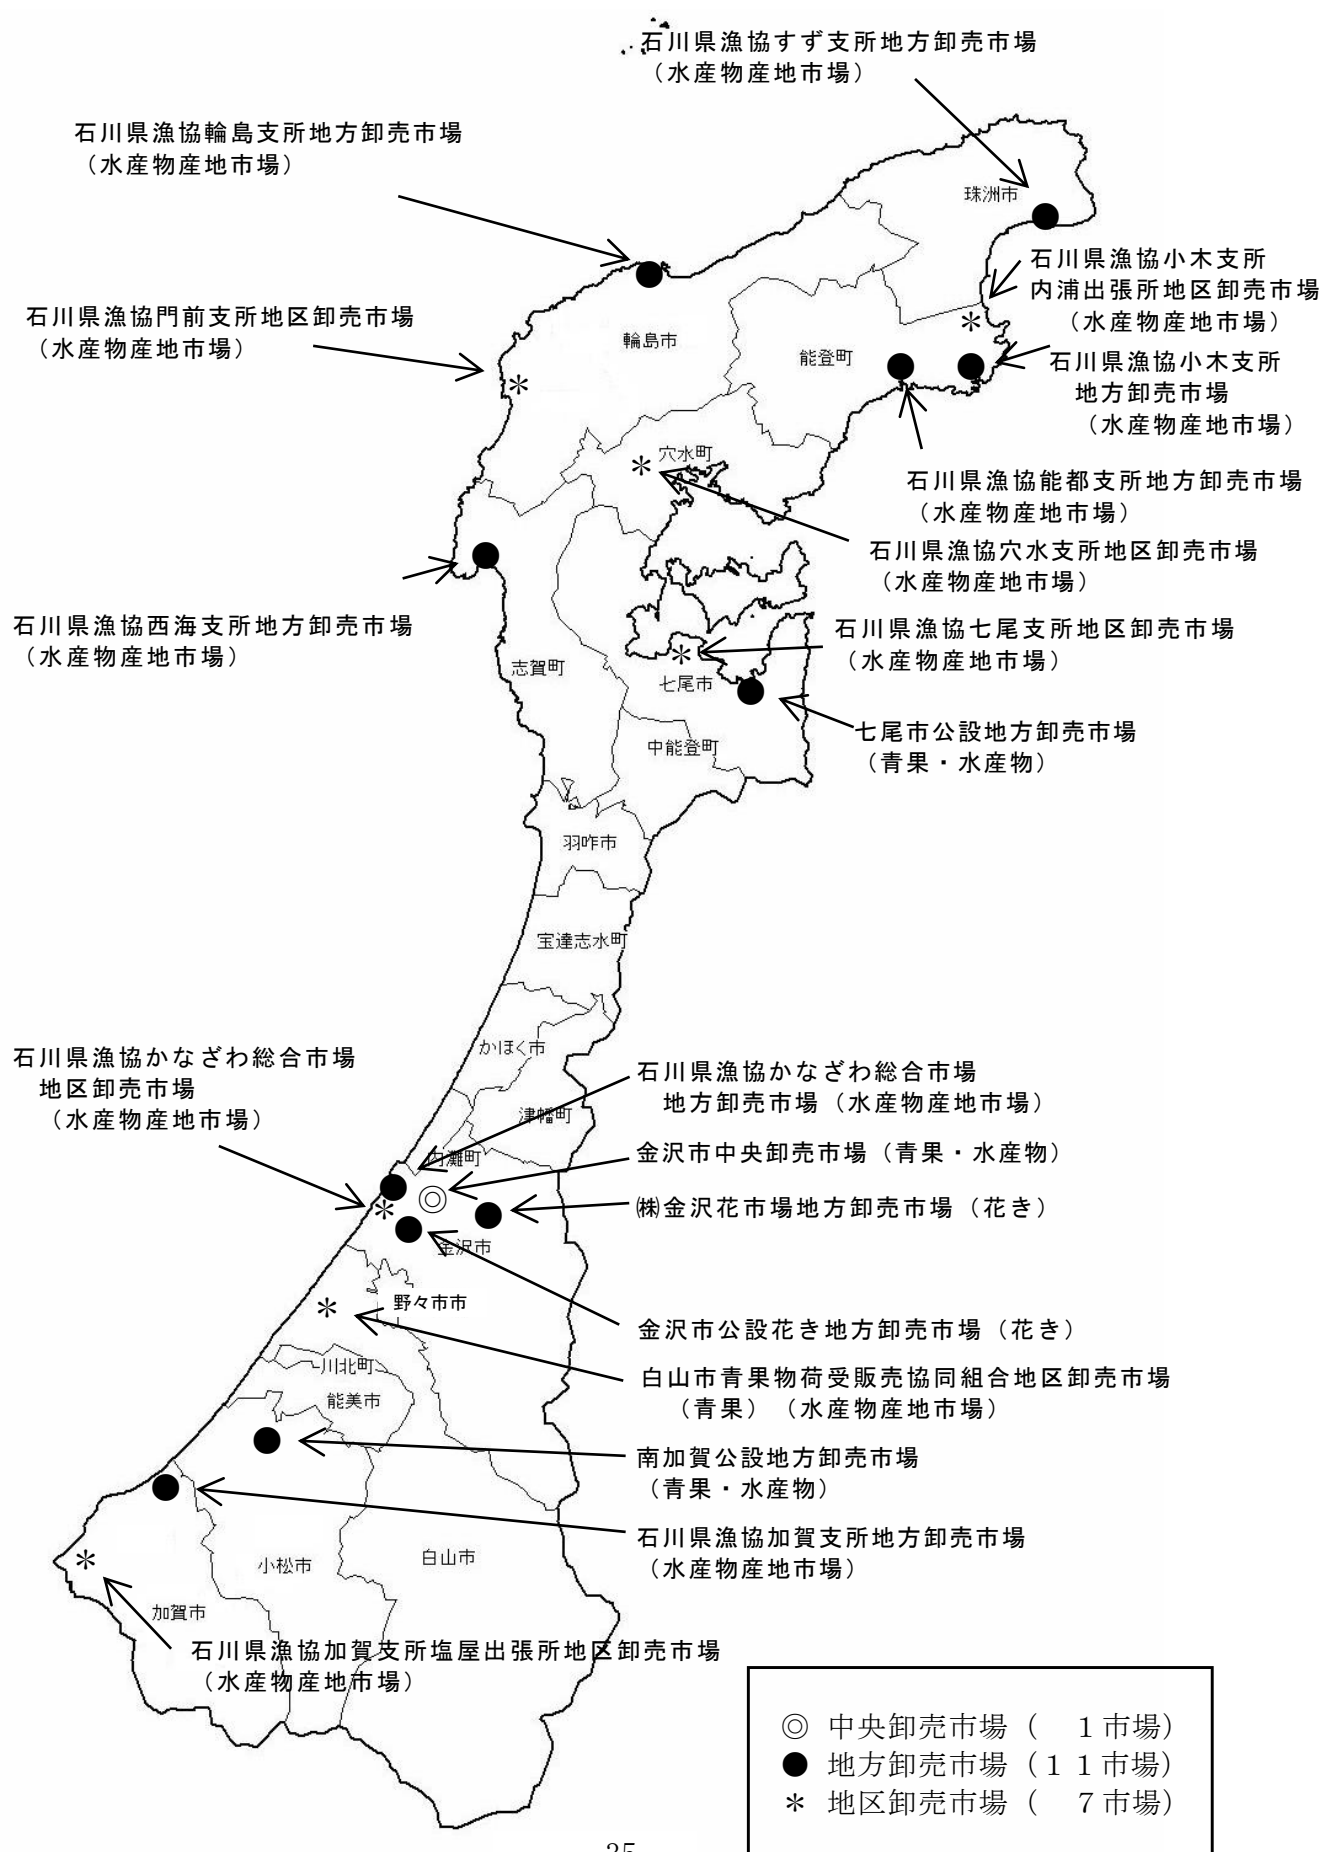 石川県漁協すず支所地方卸売市場
（水産物産地市場）
石川県漁協輪島支所地方卸売市場
（水産物産地市場）
珠洲市
石川県漁協小木支所
内浦出張所地区卸売市場
（水産物産地市場）
石川県漁協門前支所地区卸売市場
（水産物産地市場）
輪島市
能登町
石川県漁協小木支所
地方卸売市場
（水産物産地市場）
穴水町
石川県漁協能都支所地方卸売市場
（水産物産地市場）
石川県漁協穴水支所地区卸売市場
（水産物産地市場）
石川県漁協西海支所地方卸売市場
（水産物産地市場）
石川県漁協七尾支所地区卸売市場
（水産物産地市場）
志賀町
七尾市
七尾市公設地方卸売市場
（青果・水産物）
中能登町
羽咋市
宝達志水町
かほく市
石川県漁協かなざわ総合市場
地区卸売市場
（水産物産地市場）
石川県漁協かなざわ総合市場
地方卸売市場（水産物産地市場）
津幡町
内灘町
金沢市中央卸売市場（青果・水産物）
㈱金沢花市場地方卸売市場（花き）
金沢市
野々市市
金沢市公設花き地方卸売市場（花き）
川北町
白山市青果物荷受販売協同組合地区卸売市場
（青果）（水産物産地市場）
能美市
南加賀公設地方卸売市場
（青果・水産物）
石川県漁協加賀支所地方卸売市場
（水産物産地市場）
小松市
白山市
加賀市
石川県漁協加賀支所塩屋出張所地区卸売市場
（水産物産地市場）
◎ 中央卸売市場（　１市場）
● 地方卸売市場（１１市場）
＊ 地区卸売市場（　７市場）
35